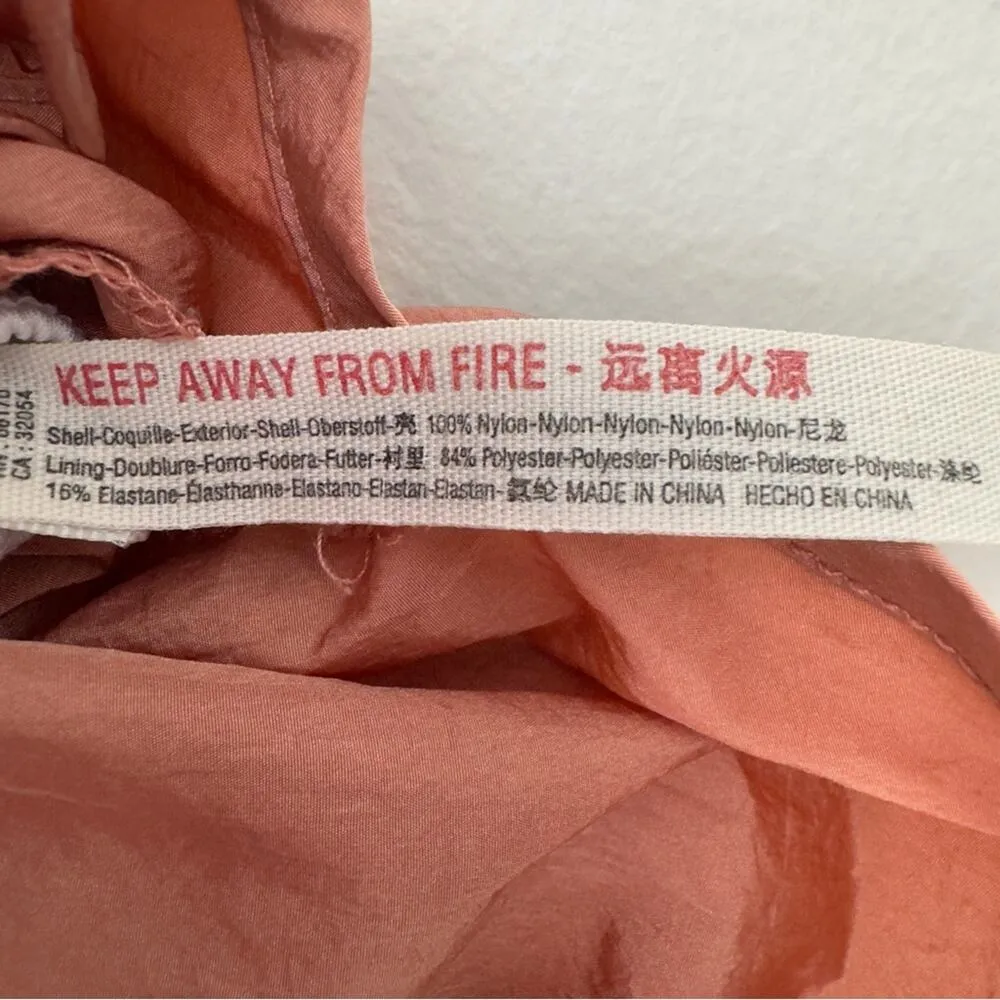 KEEP AWAY FROM FIRE - 远离火源
Shell-Coquille-Exterior-Shell-Oberstoff-壳 100% Nylon-Nylon-Nylon-Nylon-Nylon-尼龙
Lining-Doublure-Forro-Fodera-Futter-衬里 84% Polyester-Polyester-Poliéster-Poliestere-Polyester-涤纶
16% Elastane-Élasthanne-Elastano-Elastan-Elastan-氨纶 MADE IN CHINA HECHO EN CHINA
CA : 32054